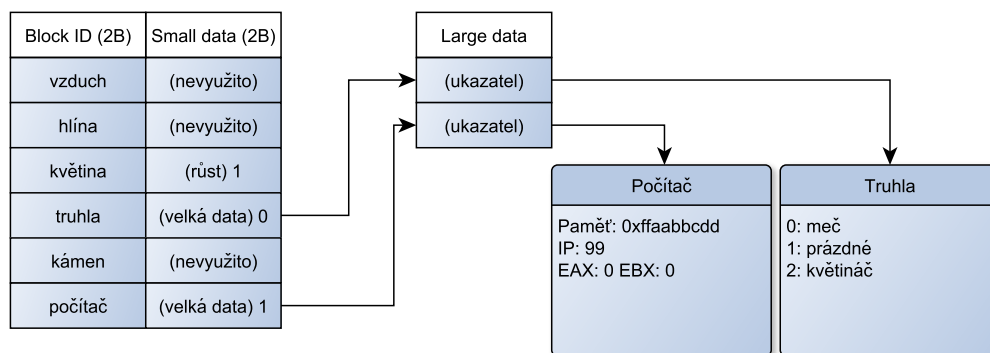 Block ID (2B) Small data (2B)
vzduch (nevyužito)
hlína (nevyužito)
květina (růst) 1
truhla (velká data) 0
kámen (nevyužito)
počítač (velká data) 1
Large data
(ukazatel)
(ukazatel)
Počítač
Paměť: 0xffaabbcdd
IP: 99
EAX: 0 EBX: 0
Truhla
0: meč
1: prázdné
2: květináč